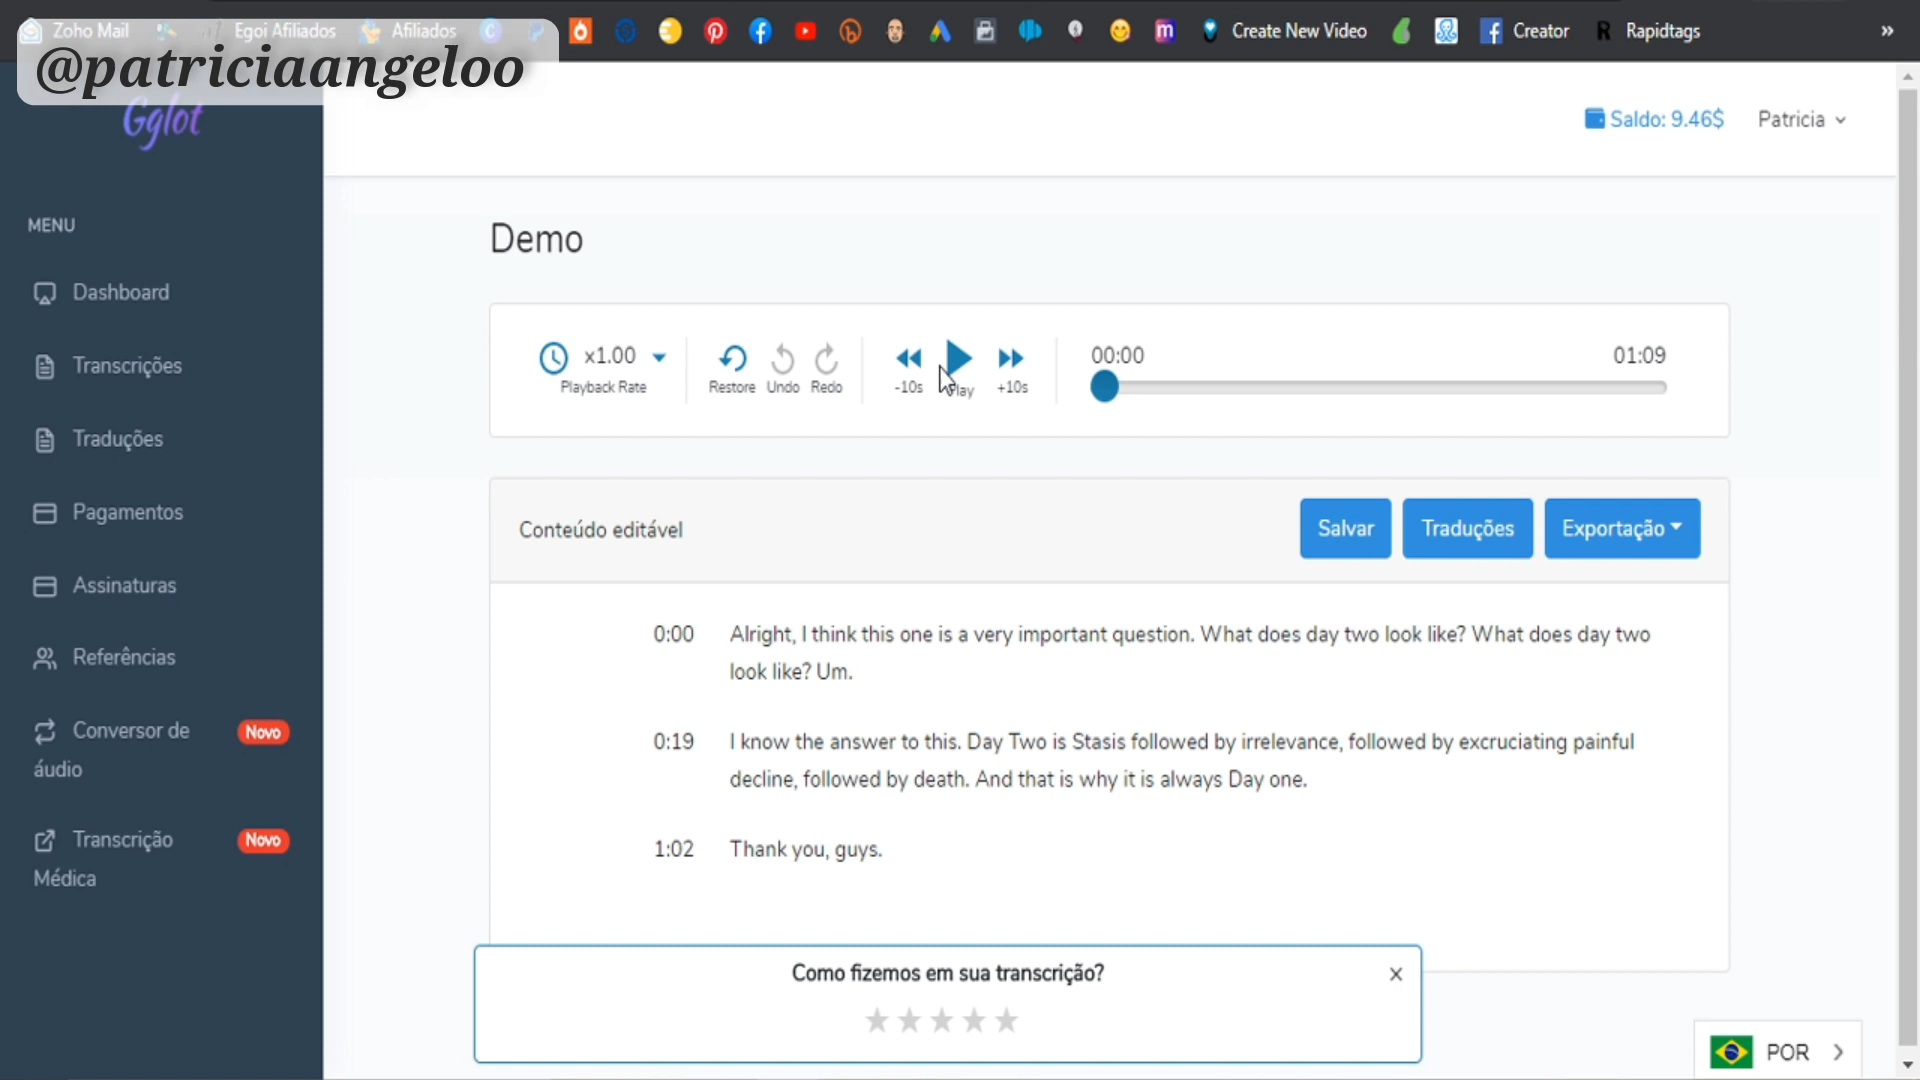 Zoho Mail Egoi Afiliados Afiliados Create New Video Creator Rapidtags »
@patriciaangeloo
Gglot
Saldo: 9.46$ Patricia
MENU
Dashboard
Transcrições
Traduções
Pagamentos
Assinaturas
Referências
Conversor de áudio Novo
Transcrição Médica Novo
Demo
x1.00
Playback Rate
Restore Undo Redo
-10s Play +10s
00:00 01:09
Conteúdo editável Salvar Traduções Exportação
0:00 Alright, I think this one is a very important question. What does day two look like? What does day two
look like? Um.
0:19 I know the answer to this. Day Two is Stasis followed by irrelevance, followed by excruciating painful
decline, followed by death. And that is why it is always Day one.
1:02 Thank you, guys.
Como fizemos em sua transcrição? x
POR